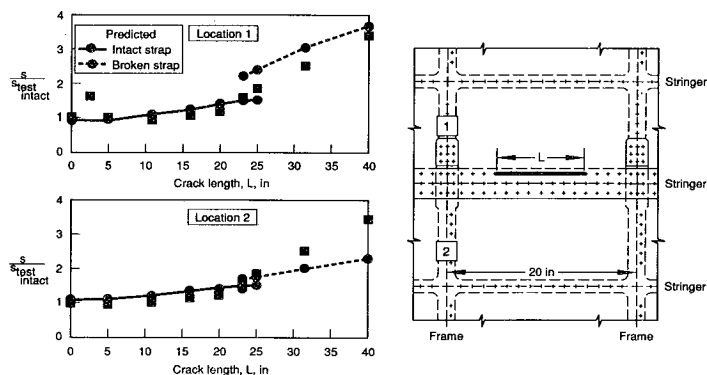 4
3
2
1
0
s
s test
intact
Predicted
Intact strap
Broken strap
Location 1
0 5 10 15 20 25 30 35 40
Crack length, L, in
4
3
2
1
0
s
s test
intact
Location 2
0 5 10 15 20 25 30 35 40
Crack length, L, in
Stringer
1
L
Stringer
2
20 in
Stringer
Frame Frame